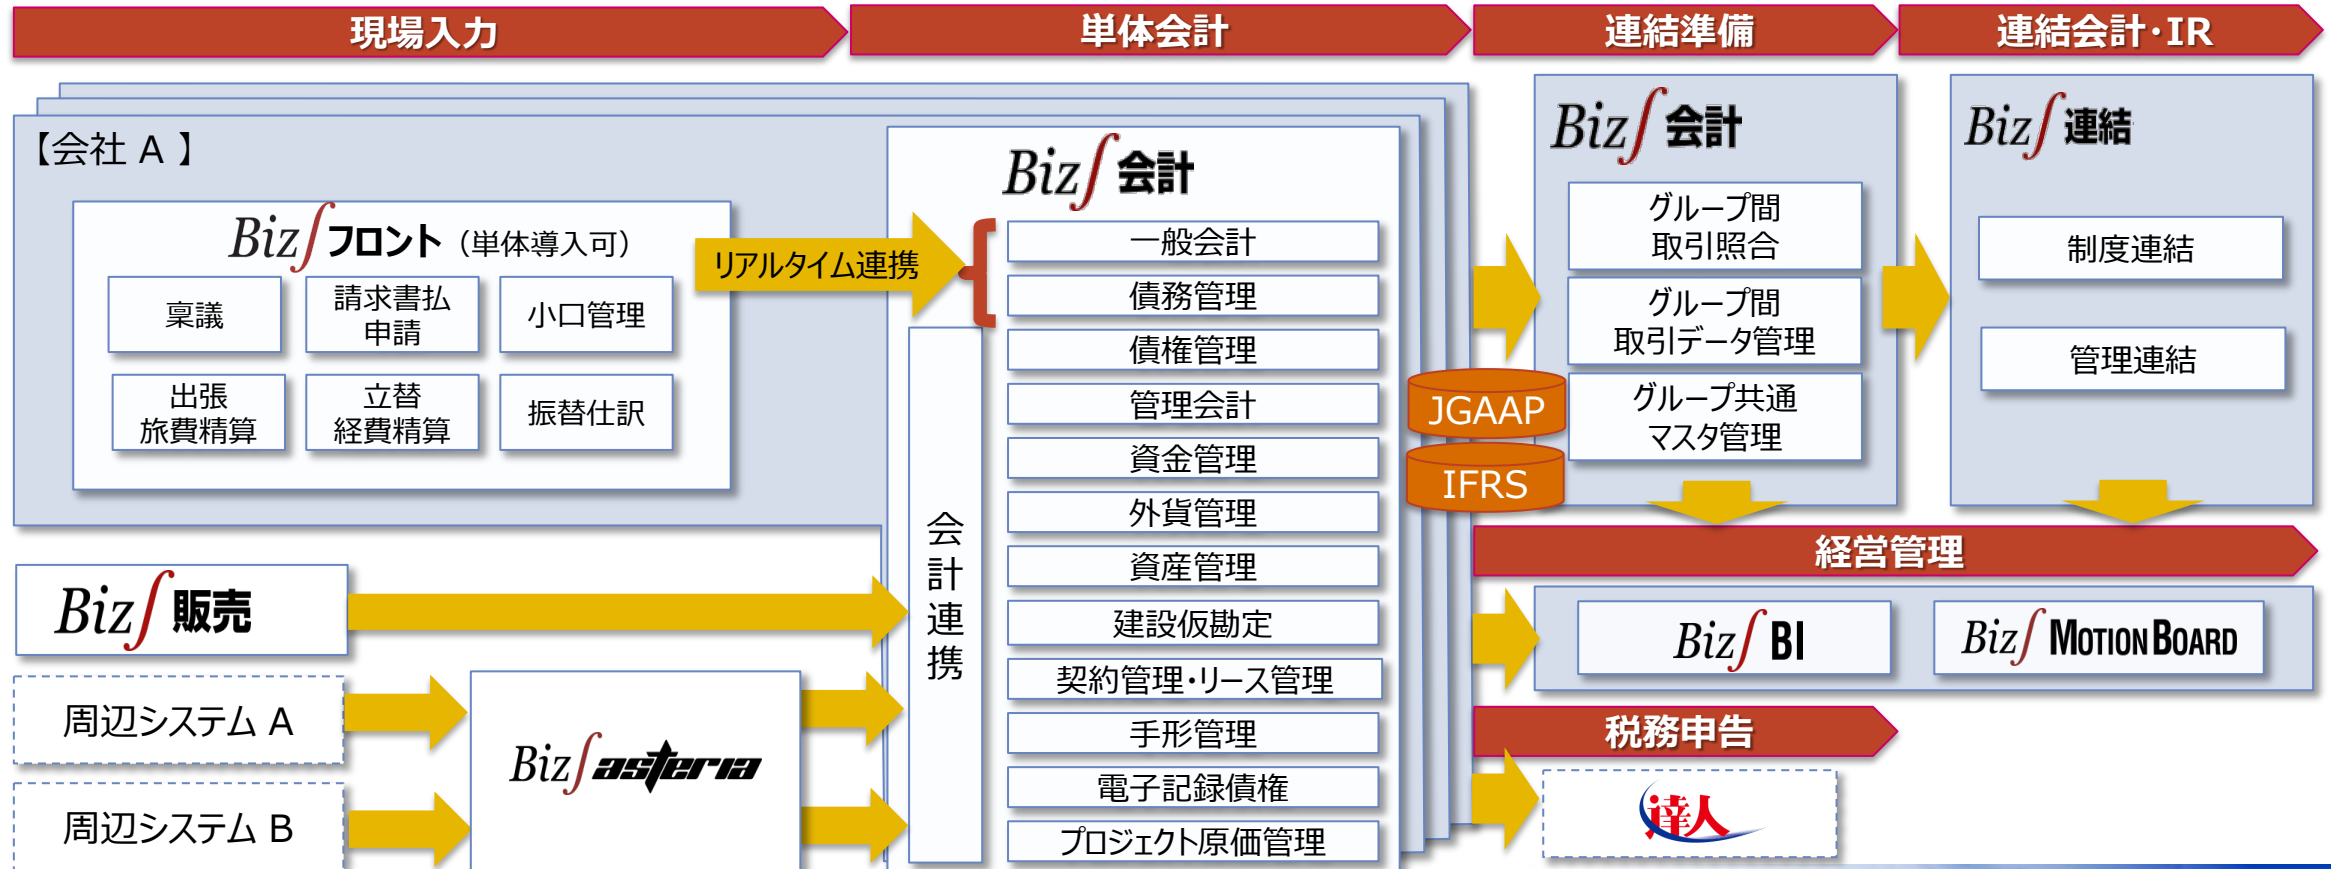 現場入力
単体会計
連結準備
連結会計・IR
【会社 A 】
Biz∫フロント（単体導入可）
稟議
請求書払
申請
小口管理
出張
旅費精算
立替
経費精算
振替仕訳
リアルタイム連携
Biz∫会計
一般会計
債務管理
債権管理
管理会計
資金管理
外貨管理
資産管理
建設仮勘定
契約管理・リース管理
手形管理
電子記録債権
プロジェクト原価管理
会計連携
Biz∫販売
周辺システム A
周辺システム B
Biz∫asteria
JGAAP
IFRS
Biz∫会計
グループ間
取引照合
グループ間
取引データ管理
グループ共通
マスタ管理
Biz∫連結
制度連結
管理連結
経営管理
Biz∫BI
Biz∫MOTIONBOARD
税務申告
達人